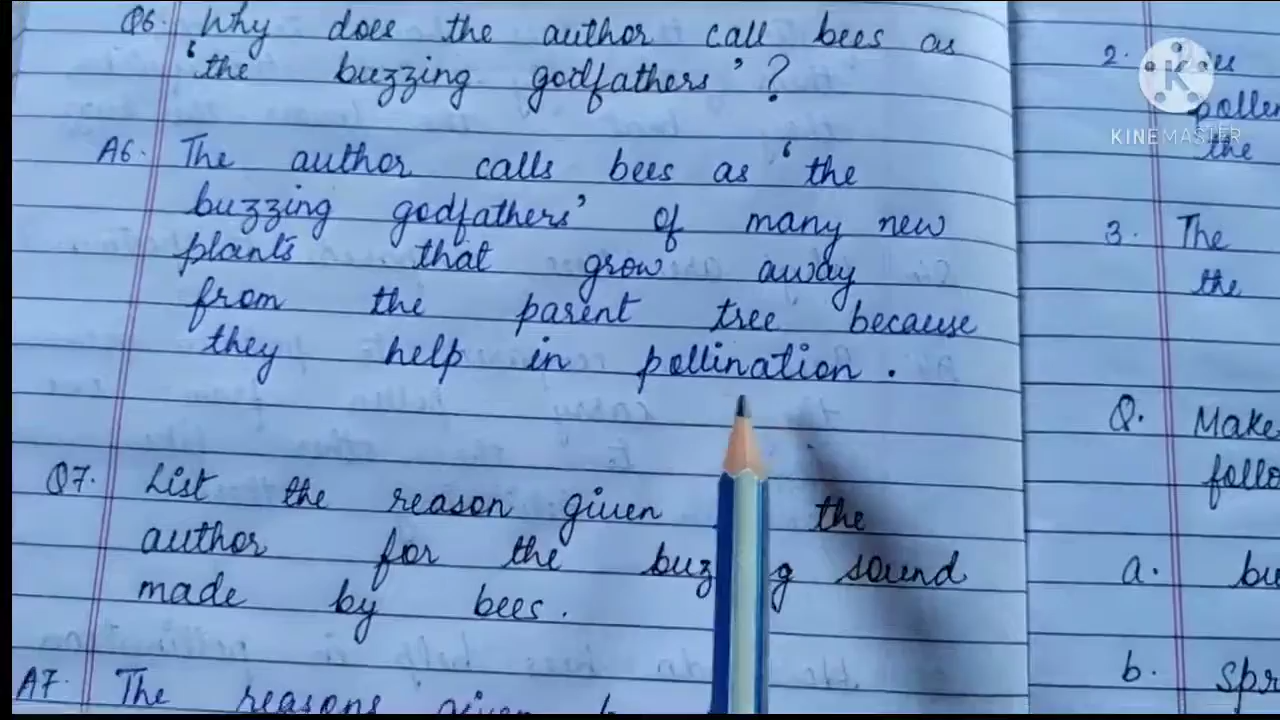 Q6. Why does the author call bees as
'the buzzing godfathers'?
A6. The author calls bees as 'the
buzzing godfathers' of many new
plants that grow away
from the parent tree because
they help in pollination.
Q7. List the reason given the
author for the sound
made by bees.
A7. The reasons given
2.
the
3. The
the
Q. Make
a.
b.
KINEMASTER